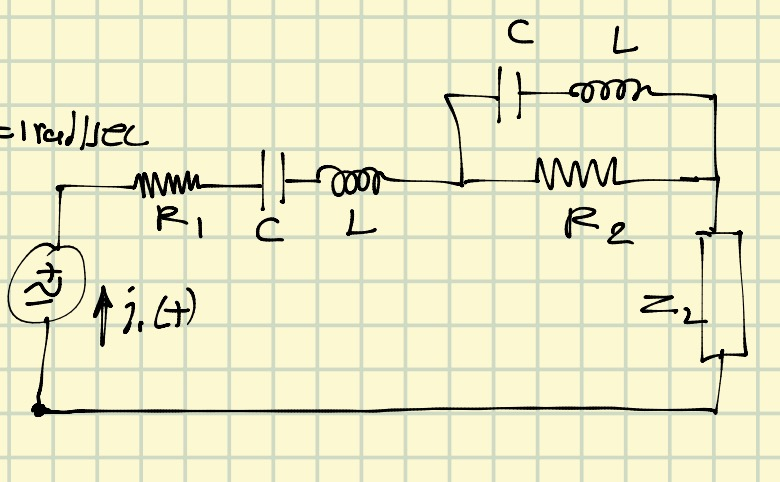 C L
=1rad/sec
R1 C L R2
+
j1(t)
Z2